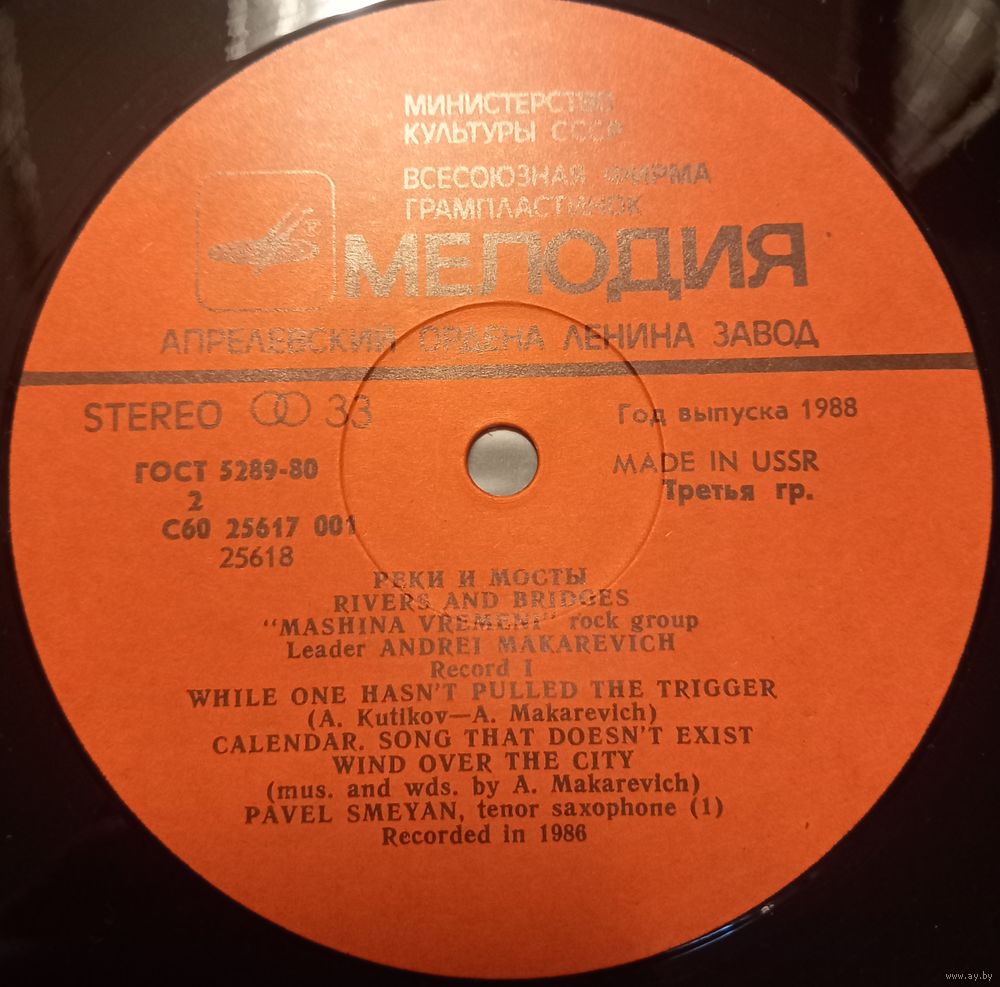 МИНИСТЕРСТВО
КУЛЬТУРЫ СССР
ВСЕСОЮЗНАЯ ФИРМА
ГРАМПЛАСТИНОК
МЕЛОДИЯ
АПРЕЛЕВСКИЙ ОРДЕНА ЛЕНИНА ЗАВОД
STEREO 33
Год выпуска 1988
ГОСТ 5289-80
MADE IN USSR
2
Третья гр.
С60 25617 001
25618
РЕКИ И МОСТЫ
RIVERS AND BRIDGES
"MASHINA VREMENI" rock group
Leader ANDREI MAKAREVICH
Record I
WHILE ONE HASN'T PULLED THE TRIGGER
(A. Kutikov—A. Makarevich)
CALENDAR. SONG THAT DOESN'T EXIST
WIND OVER THE CITY
(mus. and wds. by A. Makarevich)
PAVEL SMEYAN, tenor saxophone (1)
Recorded in 1986
www.ay.by